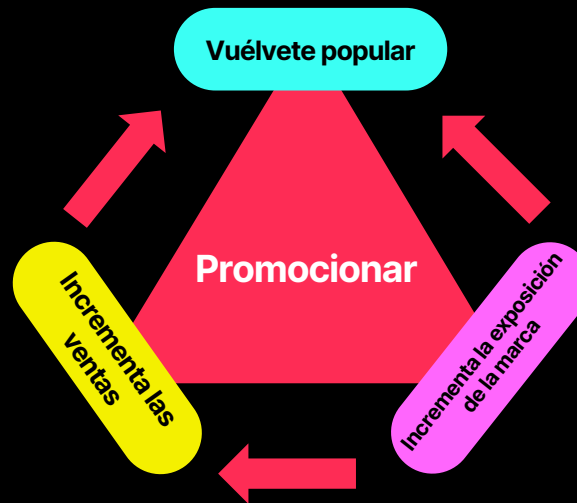 Vuélvete popular
Promocionar
Incrementa las
ventas
Incrementa la exposición
de la marca